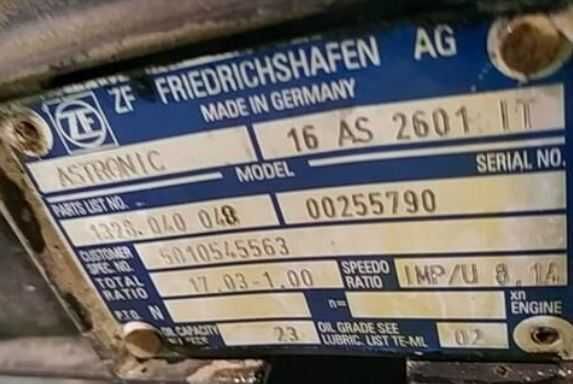 ZF ZF FRIEDRICHSHAFEN AG
MADE IN GERMANY
ASTRONIC 16 AS 2601 IT
MODEL SERIAL NO.
PARTS LIST NO.
1328.040 048 00255790
CUSTOMER SPEC. NO. 5010545563
TOTAL RATIO 17.03-1.00 SPEEDO RATIO IMP/U 8.14
P.T.O. N n= xn ENGINE
OIL CAPACITY 23 OIL GRADE SEE LUBRIC. LIST TE-ML 02